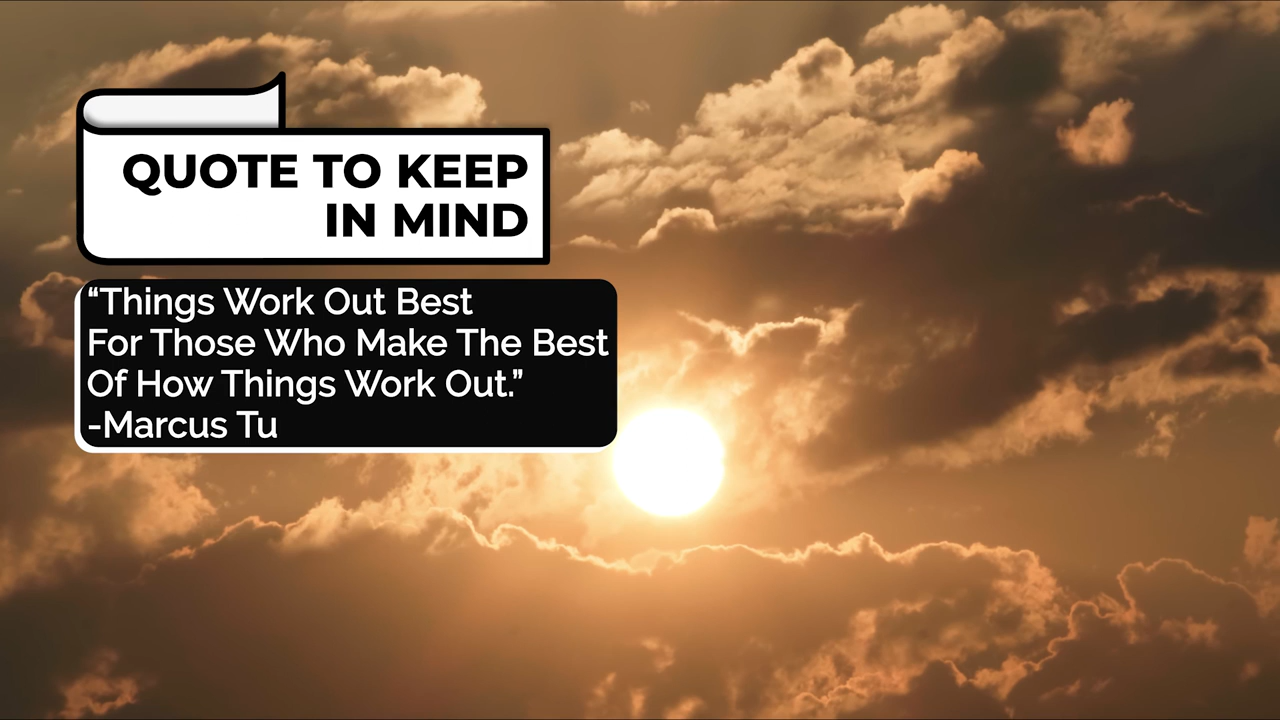 QUOTE TO KEEP
IN MIND
“Things Work Out Best
For Those Who Make The Best
Of How Things Work Out.”
-Marcus Tu